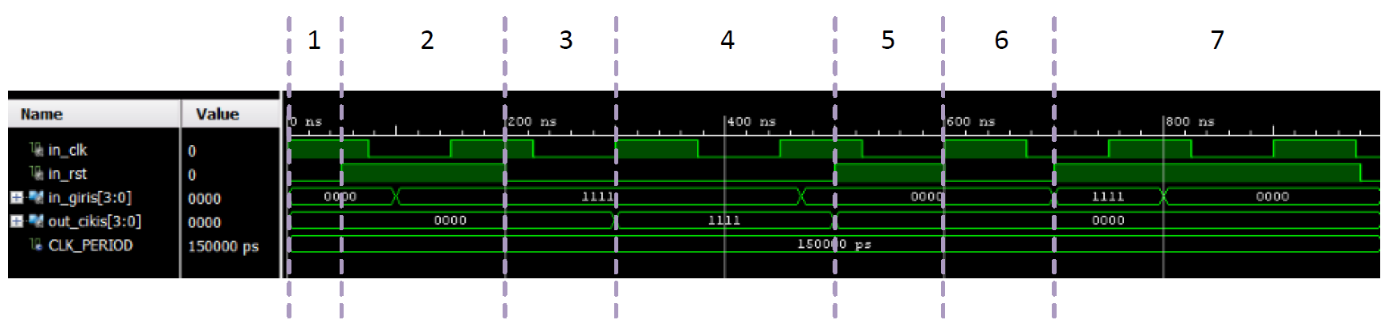 1 2 3 4 5 6 7
Name Value
0 ns 200 ns 400 ns 600 ns 800 ns
in_clk 0
in_rst 0
in_giris[3:0] 0000 0000 1111 0000 1111 0000
out_cikis[3:0] 0000 0000 1111 0000
CLK_PERIOD 150000 ps 150000 ps